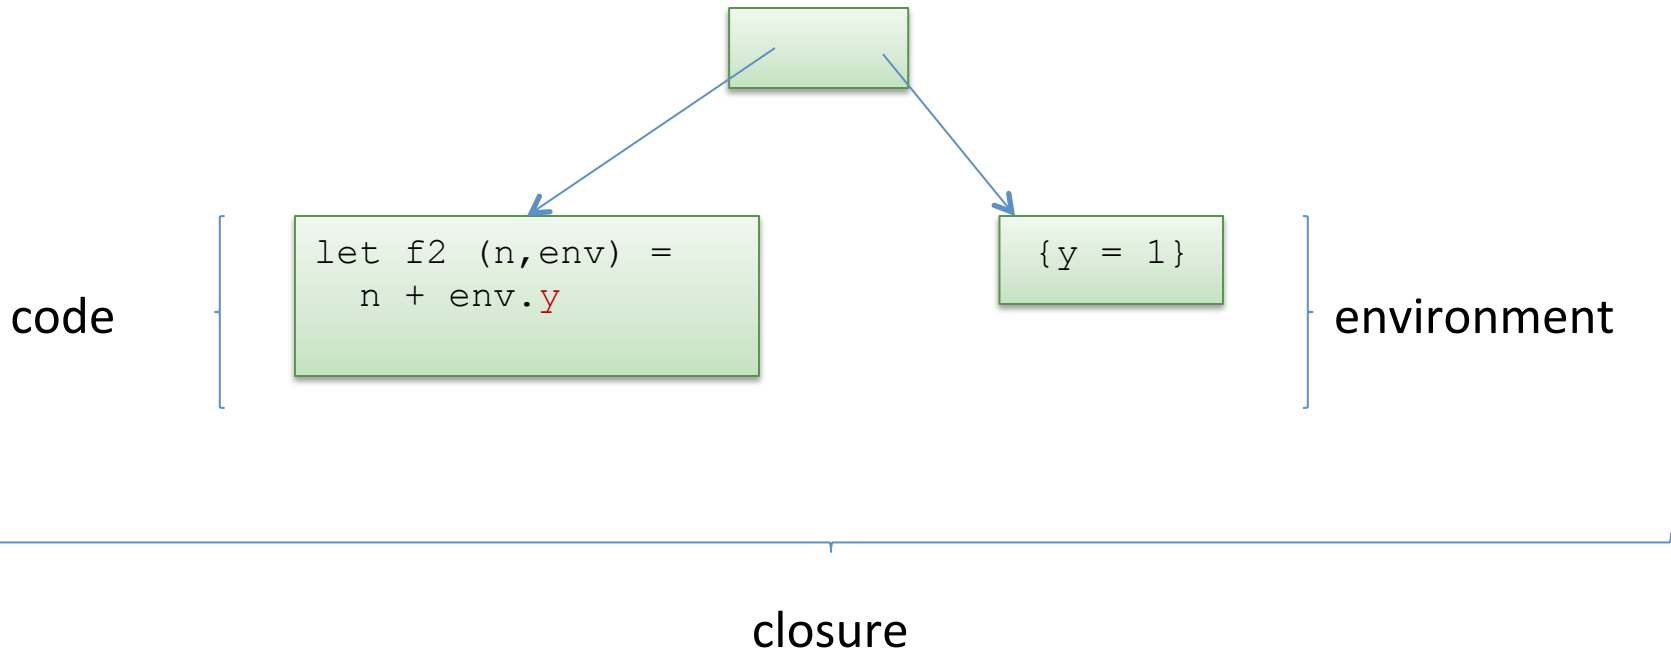 let f2 (n,env) =
n + env.y
{y = 1}
code
environment
closure